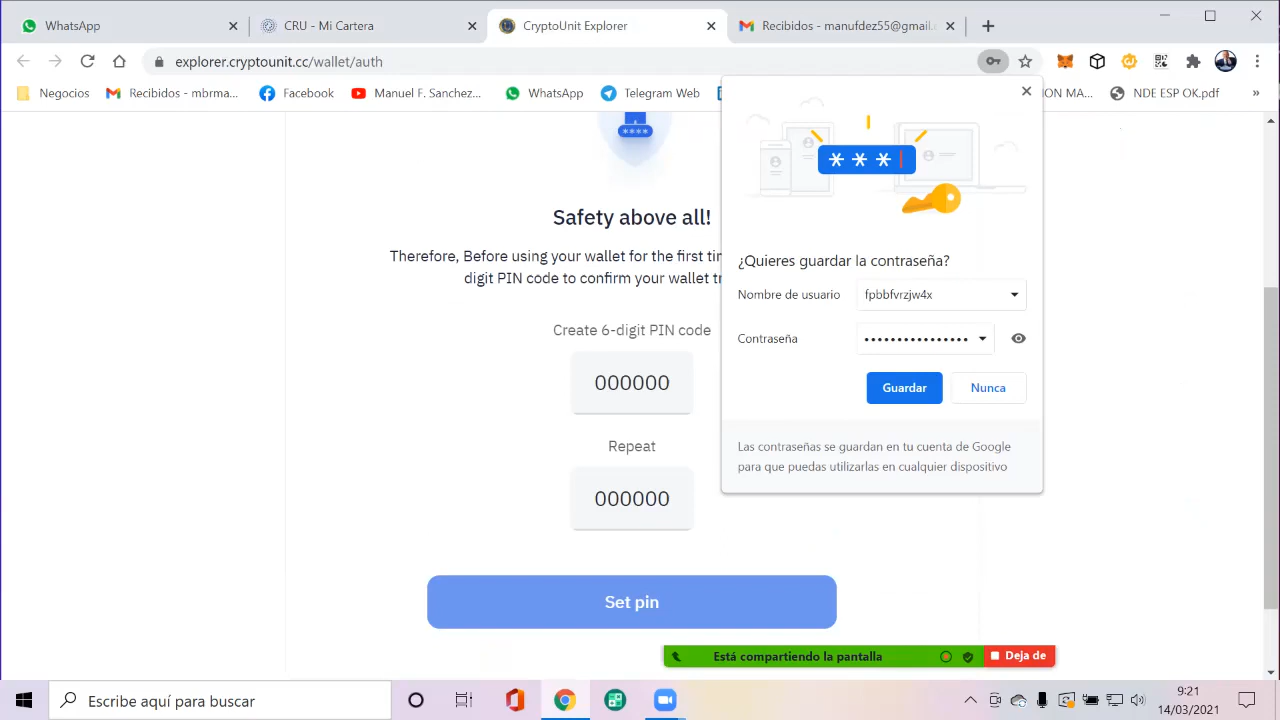 WhatsApp
CRU - Mi Cartera
CryptoUnit Explorer
Recibidos - manufdez55@gmail.c
explorer.cryptounit.cc/wallet/auth
Negocios
Recibidos - mbrma...
Facebook
Manuel F. Sanchez...
WhatsApp
Telegram Web
ION MA...
NDE ESP OK.pdf
»
****
Safety above all!
Therefore, Before using your wallet for the first tim
digit PIN code to confirm your wallet tr
Create 6-digit PIN code
000000
Repeat
000000
Set pin
***
¿Quieres guardar la contraseña?
Nombre de usuario
fpbbfvrzjw4x
Contraseña
••••••••••••••••
Guardar
Nunca
Las contraseñas se guardan en tu cuenta de Google
para que puedas utilizarlas en cualquier dispositivo
Está compartiendo la pantalla
Deja de
Escribe aquí para buscar
9:21
14/03/2021